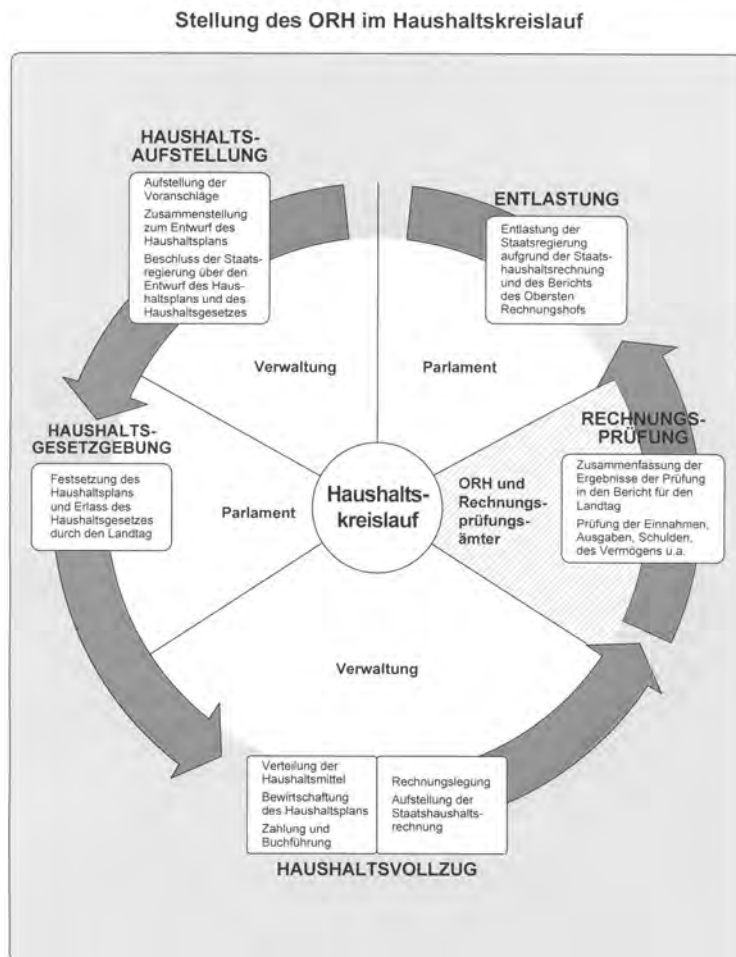 Stellung des ORH im Haushaltskreislauf
HAUSHALTS-
AUFSTELLUNG
Aufstellung der
Voranschläge
Zusammenstellung
zum Entwurf des
Haushaltsplans
Beschluss der Staats-
regierung über den
Entwurf des Haus-
haltsplans und des
Haushaltsgesetzes
Verwaltung
HAUSHALTS-
GESETZGEBUNG
Festsetzung des
Haushaltsplans
und Erlass des
Haushaltsgesetzes
durch den Landtag
Parlament
Haushalts-
kreislauf
Verwaltung
Verteilung der
Haushaltsmittel
Bewirtschaftung
des Haushaltsplans
Zahlung und
Buchführung
Rechnungslegung
Aufstellung der
Staatshaushalts-
rechnung
HAUSHALTSVOLLZUG
RECHNUNGS-
PRÜFUNG
Zusammenfassung der
Ergebnisse der Prüfung
in den Bericht für den
Landtag
Prüfung der Einnahmen,
Ausgaben, Schulden,
des Vermögens u.a.
ORH und
Rechnungs-
prüfungs-
ämter
ENTLASTUNG
Entlastung der
Staatsregierung
aufgrund der Staats-
haushaltsrechnung
und des Berichts
des Obersten
Rechnungshofs
Parlament